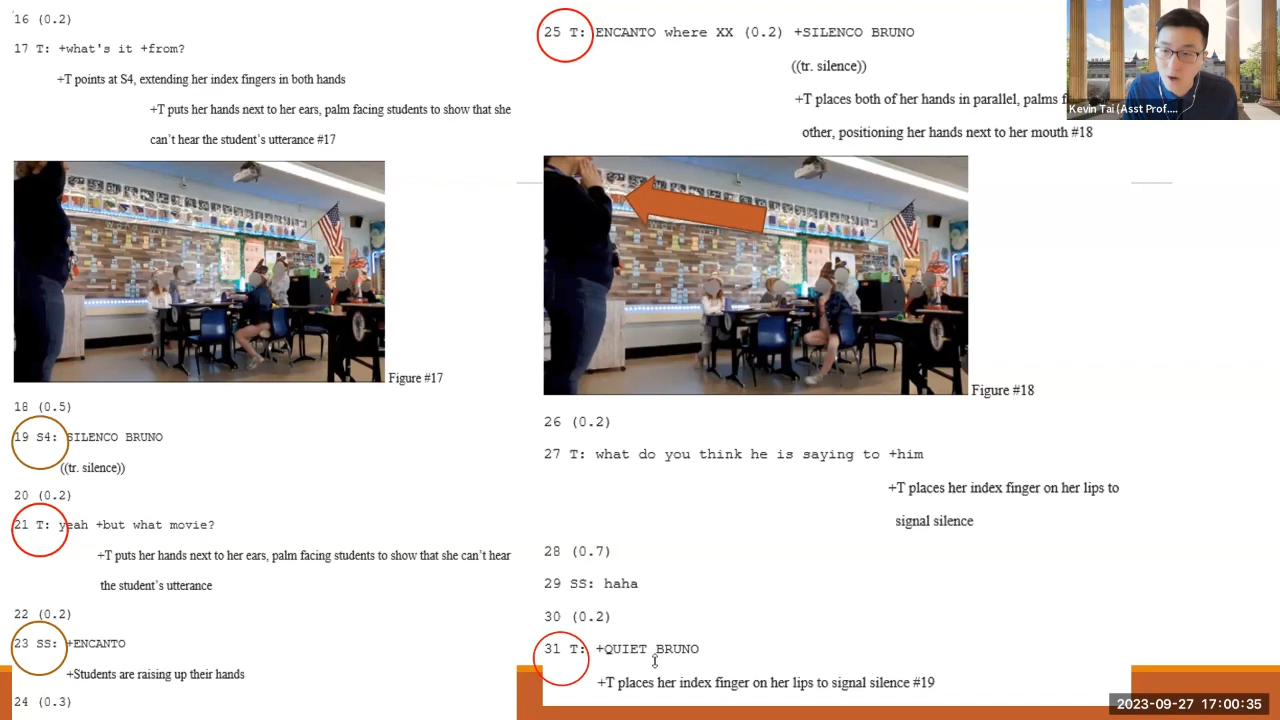 16 (0.2)
17 T: +what's it +from?
+T points at S4, extending her index fingers in both hands
+T puts her hands next to her ears, palm facing students to show that she
can't hear the student's utterance #17
Figure #17
18 (0.5)
19 S4: SILENCO BRUNO
((tr. silence))
20 (0.2)
21 T: yeah +but what movie?
+T puts her hands next to her ears, palm facing students to show that she can't hear
the student's utterance
22 (0.2)
23 SS: +ENCANTO
+Students are raising up their hands
24 (0.3)
25 T: ENCANTO where XX (0.2) +SILENCO BRUNO
((tr. silence))
+T places both of her hands in parallel, palms
other, positioning her hands next to her mouth #18
Figure #18
26 (0.2)
27 T: what do you think he is saying to +him
+T places her index finger on her lips to
signal silence
28 (0.7)
29 SS: haha
30 (0.2)
31 T: +QUIET BRUNO
+T places her index finger on her lips to signal silence #19
Kevin Tai (Asst Prof....
2023-09-27 17:00:35